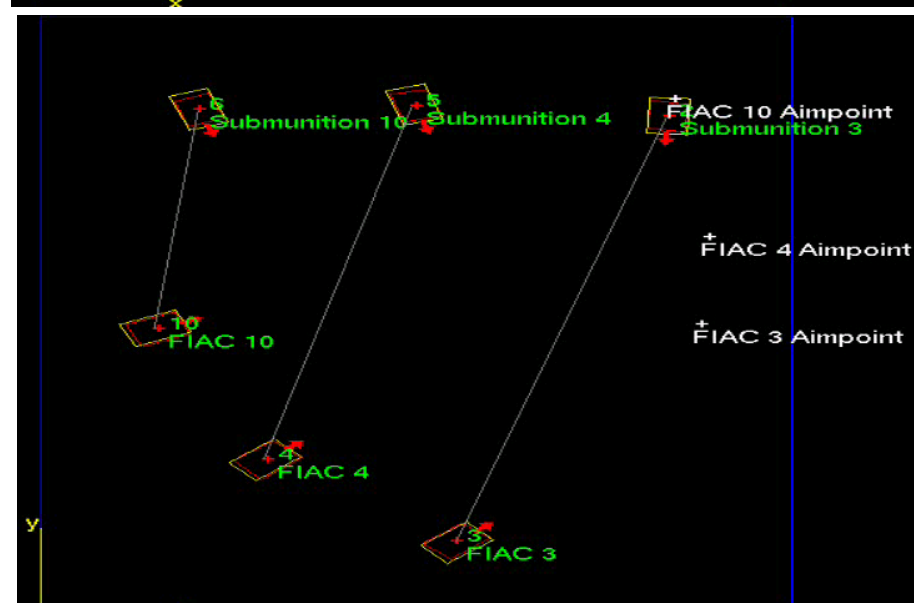 x
6
Submunition 10
5
Submunition 4
FIAC 10 Aimpoint
Submunition 3
FIAC 4 Aimpoint
10
FIAC 10
FIAC 3 Aimpoint
4
FIAC 4
y
3
FIAC 3